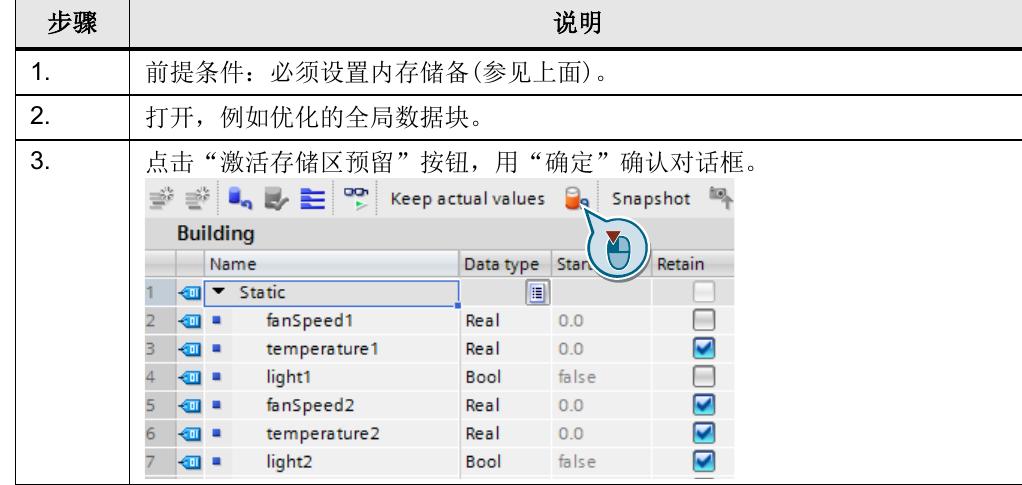 步骤 说明
1. 前提条件：必须设置内存储备(参见上面)。
2. 打开，例如优化的全局数据块。
3. 点击“激活存储区预留”按钮，用“确定”确认对话框。
Keep actual values Snapshot
Building
Name Data type Retain
1 Static
2 fanSpeed1 Real 0.0
3 temperature1 Real 0.0
4 light1 Bool false
5 fanSpeed2 Real 0.0
6 temperature2 Real 0.0
7 light2 Bool false